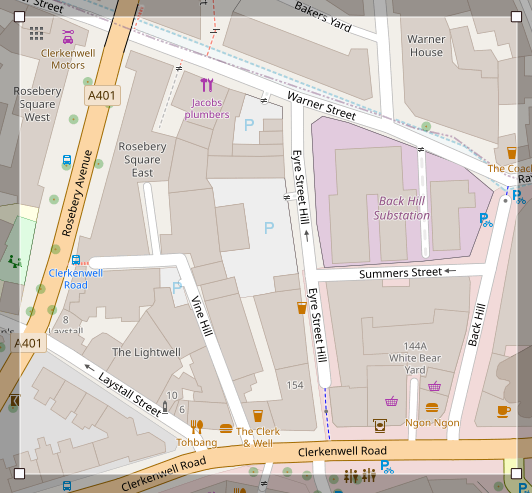 er Street
Bakers Yard
Clerkenwell
Motors
Warner
House
A401
Rosebery
Square
West
Jacobs
plumbers
Warner Street
P
Rosebery
Square
East
The Coach
Ra
Rosebery Avenue
Eyre Street Hill
Back Hill
Substation
P
Clerkenwell
Road
Summers Street
P
Vine Hill
Eyre Street Hill
Back Hill
8
Laystall
A401
The Lightwell
144A
White Bear
Yard
Laystall Street
10
6
154
Tohbang
The Clerk
& Well
Ngon Ngon
Clerkenwell Road
Clerkenwell Road